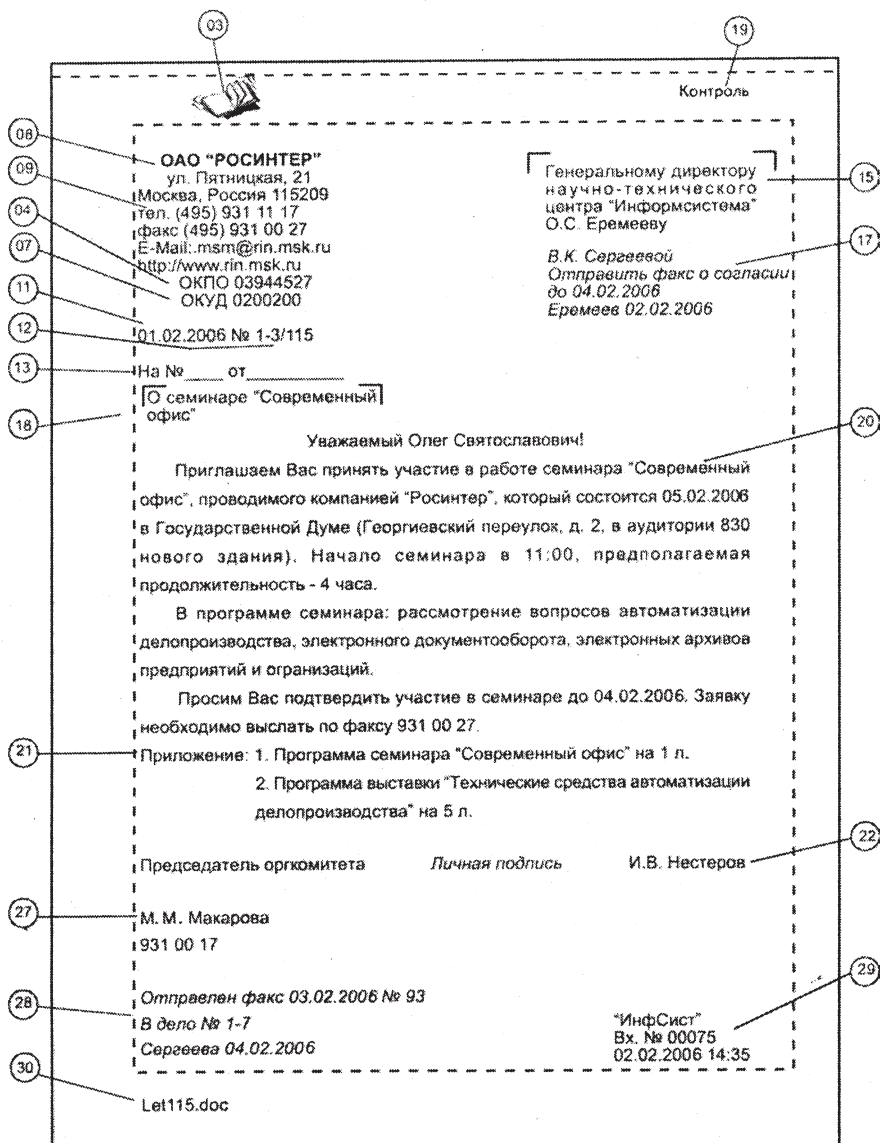 03
19
Контроль
08
ОАО "РОСИНТЕР"
09
ул. Пятницкая, 21
Москва, Россия 115209
тел. (495) 931 11 17
04
факс (495) 931 00 27
07
E-Mail:.msm@rin.msk.ru
http://www.rin.msk.ru
ОКПО 03944527
11
ОКУД 0200200
12
01.02.2006 № 1-3/115
13
На № ____ от __________
18
О семинаре "Современный
офис"
15
Генеральному директору
научно-технического
центра "Информсистема"
О.С. Еремееву
17
В.К. Сергеевой
Отправить факс о согласии
до 04.02.2006
Еремеев 02.02.2006
20
Уважаемый Олег Святославович!
Приглашаем Вас принять участие в работе семинара "Современный
офис", проводимого компанией "Росинтер", который состоится 05.02.2006
в Государственной Думе (Георгиевский переулок, д. 2, в аудитории 830
нового здания). Начало семинара в 11:00, предполагаемая
продолжительность - 4 часа.
В программе семинара: рассмотрение вопросов автоматизации
делопроизводства, электронного документооборота, электронных архивов
предприятий и огранизаций.
Просим Вас подтвердить участие в семинаре до 04.02.2006. Заявку
необходимо выслать по факсу 931 00 27.
21
Приложение: 1. Программа семинара "Современный офис" на 1 л.
2. Программа выставки "Технические средства автоматизации
делопроизводства" на 5 л.
22
Председатель оргкомитета Личная подпись И.В. Нестеров
27
М.М. Макарова
931 00 17
28
Отправлен факс 03.02.2006 № 93
В дело № 1-7
Сергеева 04.02.2006
29
"ИнфСист"
Вх. № 00075
02.02.2006 14:35
30
Let115.doc